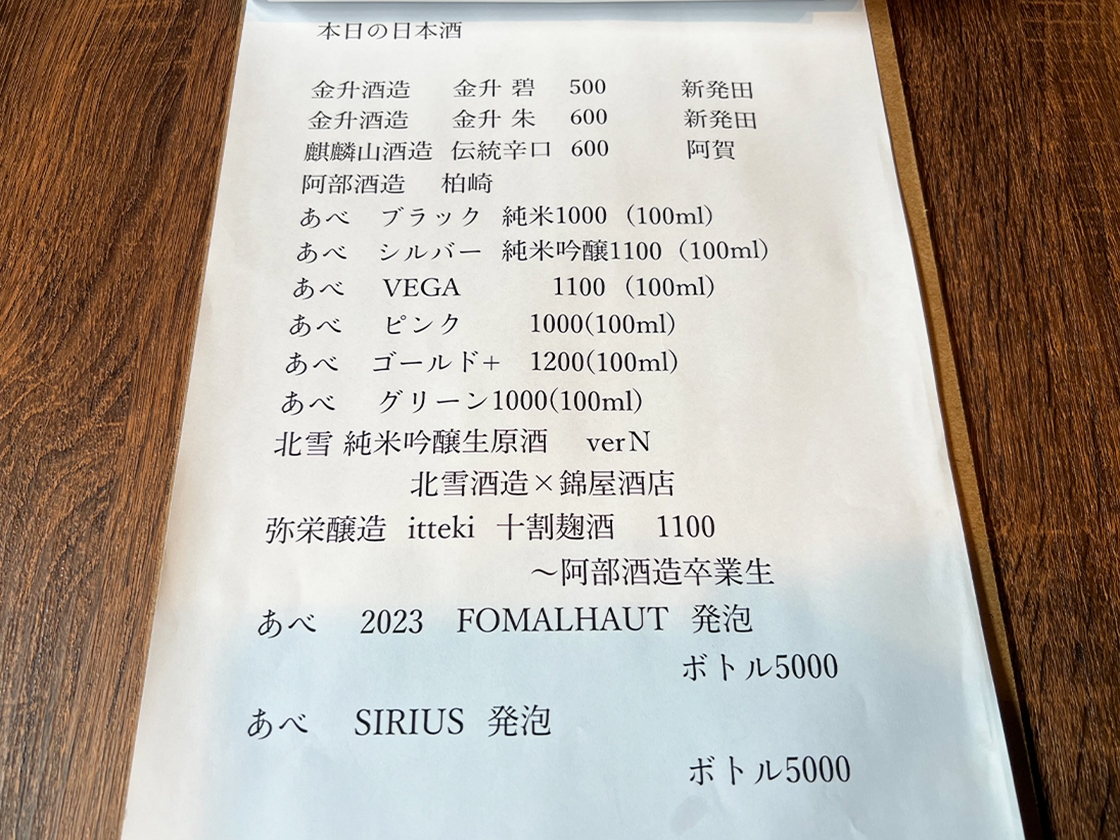 本日の日本酒
金升酒造 金升 碧 500 新発田
金升酒造 金升 朱 600 新発田
麒麟山酒造 伝統辛口 600 阿賀
阿部酒造 柏崎
あべ ブラック 純米1000 (100ml)
あべ シルバー 純米吟醸1100 (100ml)
あべ VEGA 1100 (100ml)
あべ ピンク 1000(100ml)
あべ ゴールド+ 1200(100ml)
あべ グリーン1000(100ml)
北雪 純米吟醸生原酒 verN
北雪酒造×錦屋酒店
弥栄醸造 itteki 十割麹酒 1100
～阿部酒造卒業生
あべ 2023 FOMALHAUT 発泡
ボトル5000
あべ SIRIUS 発泡
ボトル5000